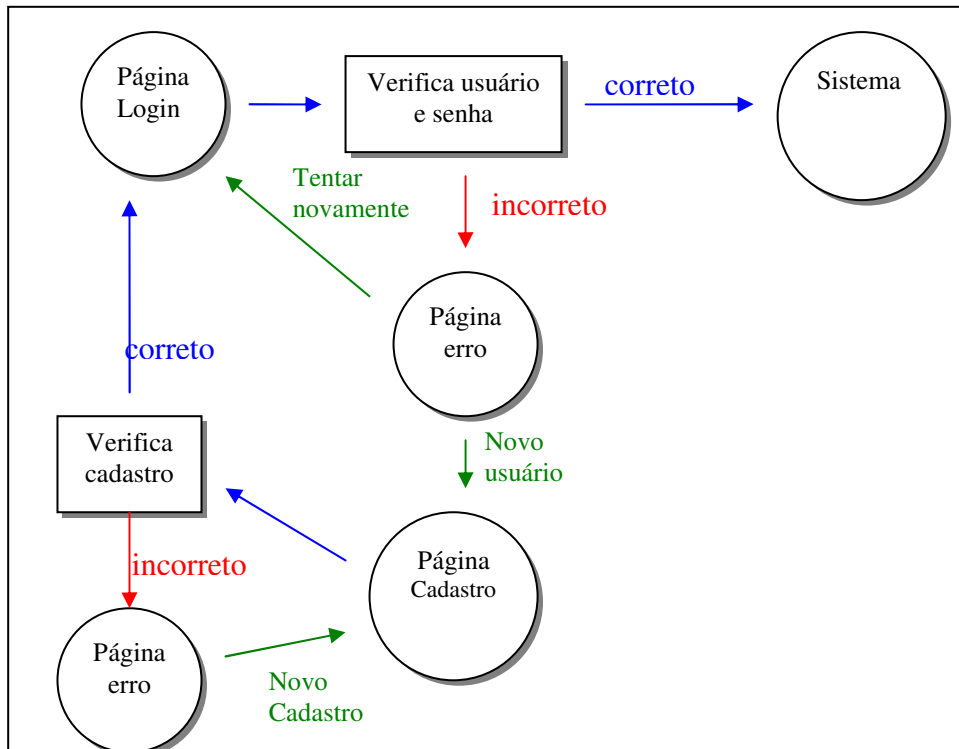 Página
Login
Verifica usuário
e senha
correto
Sistema
Tentar
novamente
incorreto
Página
erro
correto
Novo
usuário
Verifica
cadastro
Página
Cadastro
incorreto
Página
erro
Novo
Cadastro